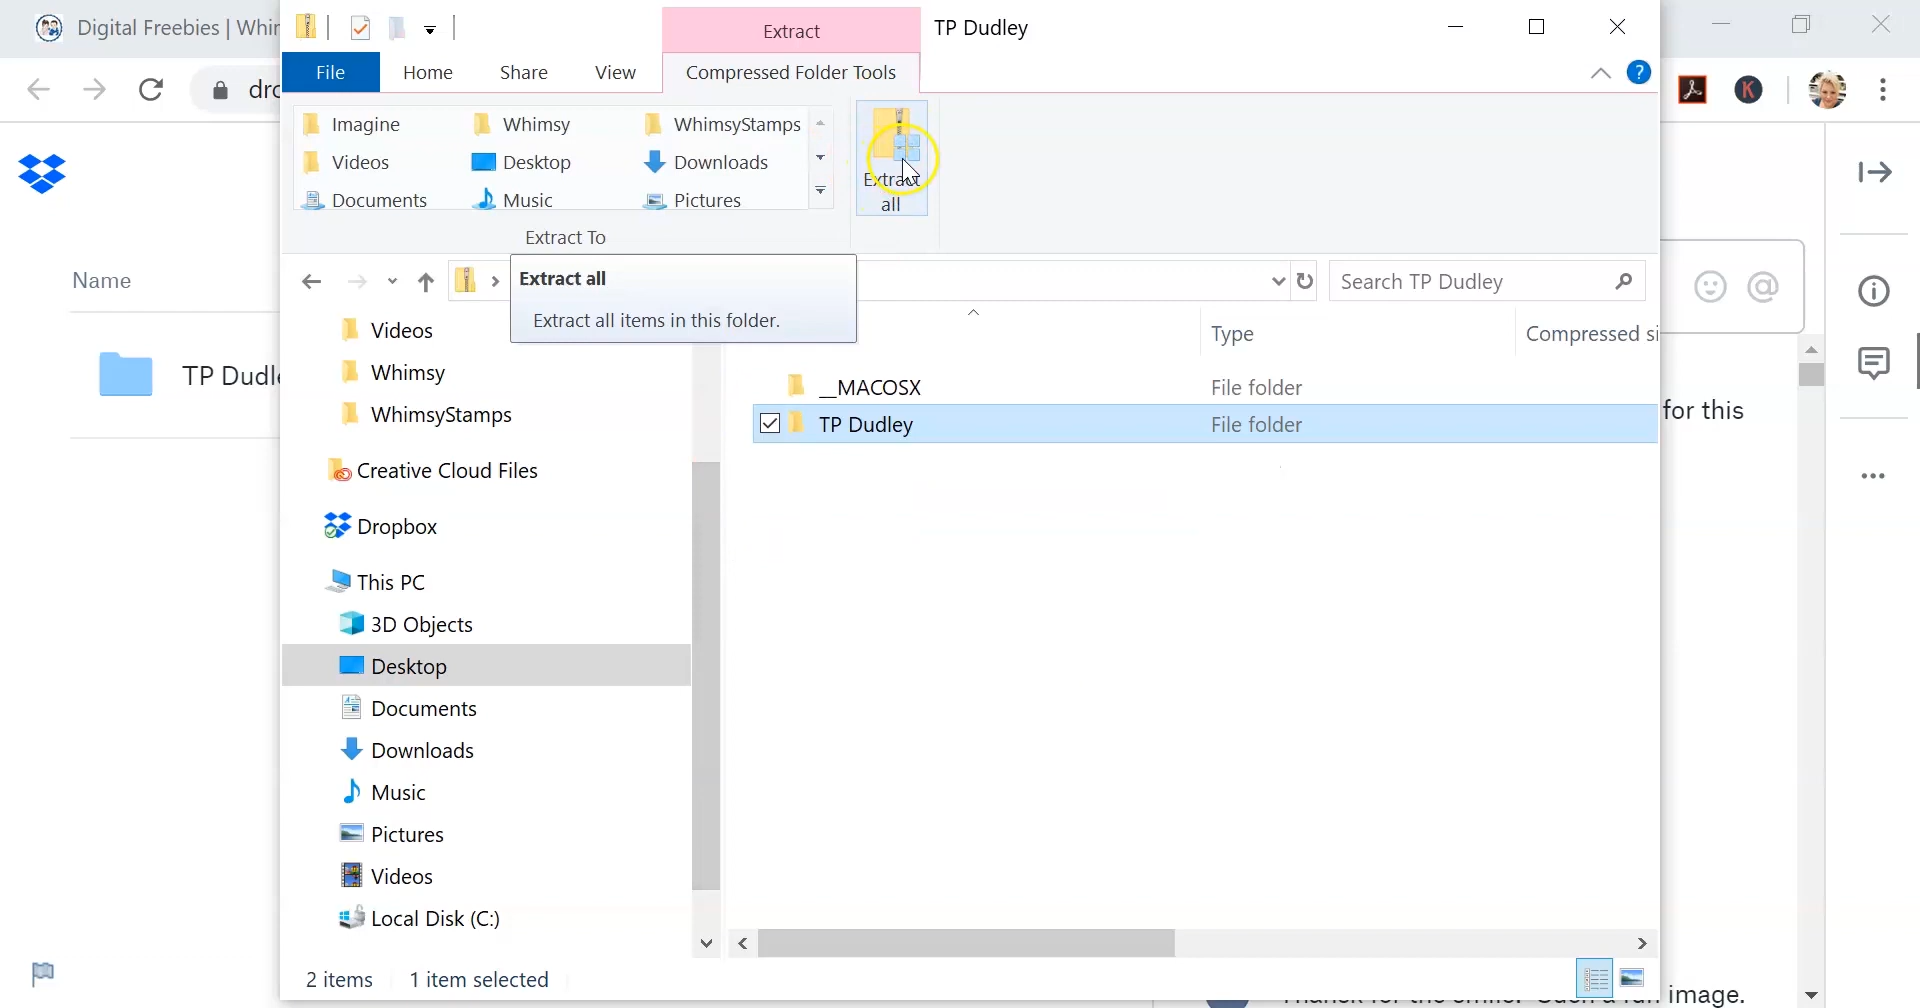 Digital Freebies | Whi
Extract
TP Dudley
File
Home
Share
View
Compressed Folder Tools
?
K
Imagine
Whimsy
WhimsyStamps
Videos
Desktop
Downloads
Documents
Music
Pictures
Extract
all
Extract To
Name
Extract all
Extract all items in this folder.
Search TP Dudley
@
Type
Compressed si
Videos
Whimsy
WhimsyStamps
Creative Cloud Files
Dropbox
This PC
3D Objects
Desktop
Documents
Downloads
Music
Pictures
Videos
Local Disk (C:)
__MACOSX
File folder
TP Dudley
File folder
TP Dudl
for this
2 items
1 item selected
image.